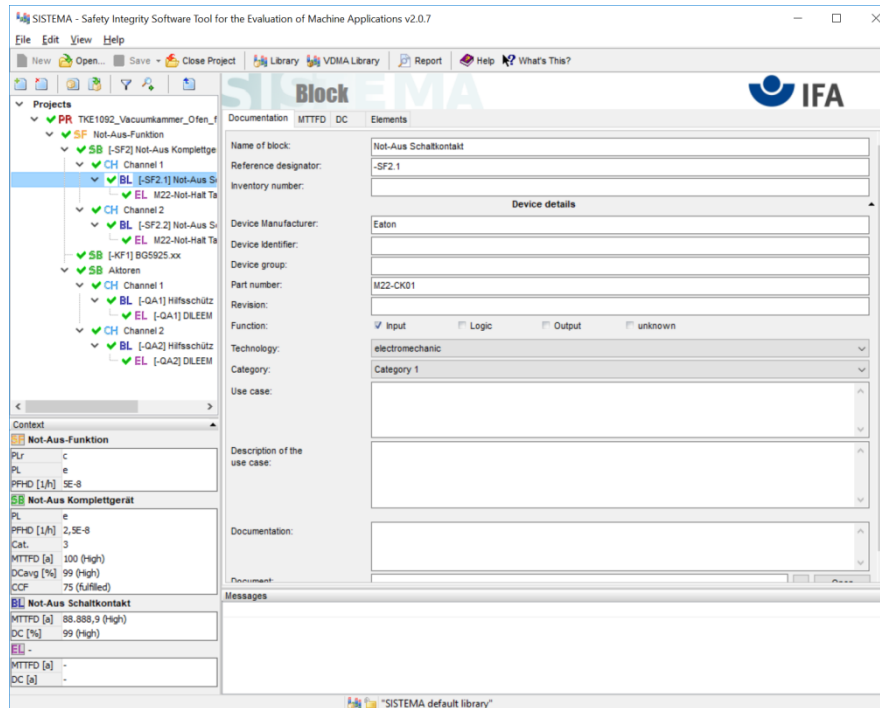 SISTEMA - Safety Integrity Software Tool for the Evaluation of Machine Applications v2.0.7
File Edit View Help
New Open... Save Close Project Library VDMA Library Report Help What's This?
SISTEMA
Block
IFA
Projects
PR TKE1092_Vacuumkammer_Ofen_f
SF Not-Aus-Funktion
SB [-SF2] Not-Aus Komplettge
CH Channel 1
BL [-SF2.1] Not-Aus S
EL M22-Not-Halt Ta
CH Channel 2
BL [-SF2.2] Not-Aus S
EL M22-Not-Halt Ta
SB [-KF1] BG5925.xx
SB Aktoren
CH Channel 1
BL [-QA1] Hilfsschütz
EL [-QA1] DILEEM
CH Channel 2
BL [-QA2] Hilfsschütz
EL [-QA2] DILEEM
Context
SF Not-Aus-Funktion
PLr c
PL e
PFHD [1/h] 5E-8
SB Not-Aus Komplettgerät
PL e
PFHD [1/h] 2,5E-8
Cat. 3
MTTFD [a] 100 (High)
DCavg [%] 99 (High)
CCF 75 (fulfilled)
BL Not-Aus Schaltkontakt
MTTFD [a] 88.888,9 (High)
DC [%] 99 (High)
EL -
MTTFD [a] -
DC [a] -
Documentation MTTFD DC Elements
Name of block: Not-Aus Schaltkontakt
Reference designator: -SF2.1
Inventory number:
Device details
Device Manufacturer: Eaton
Device Identifier:
Device group:
Part number: M22-CK01
Revision:
Function: Input Logic Output unknown
Technology: electromechanic
Category: Category 1
Use case:
Description of the
use case:
Documentation:
Document: Open
Messages
"SISTEMA default library"